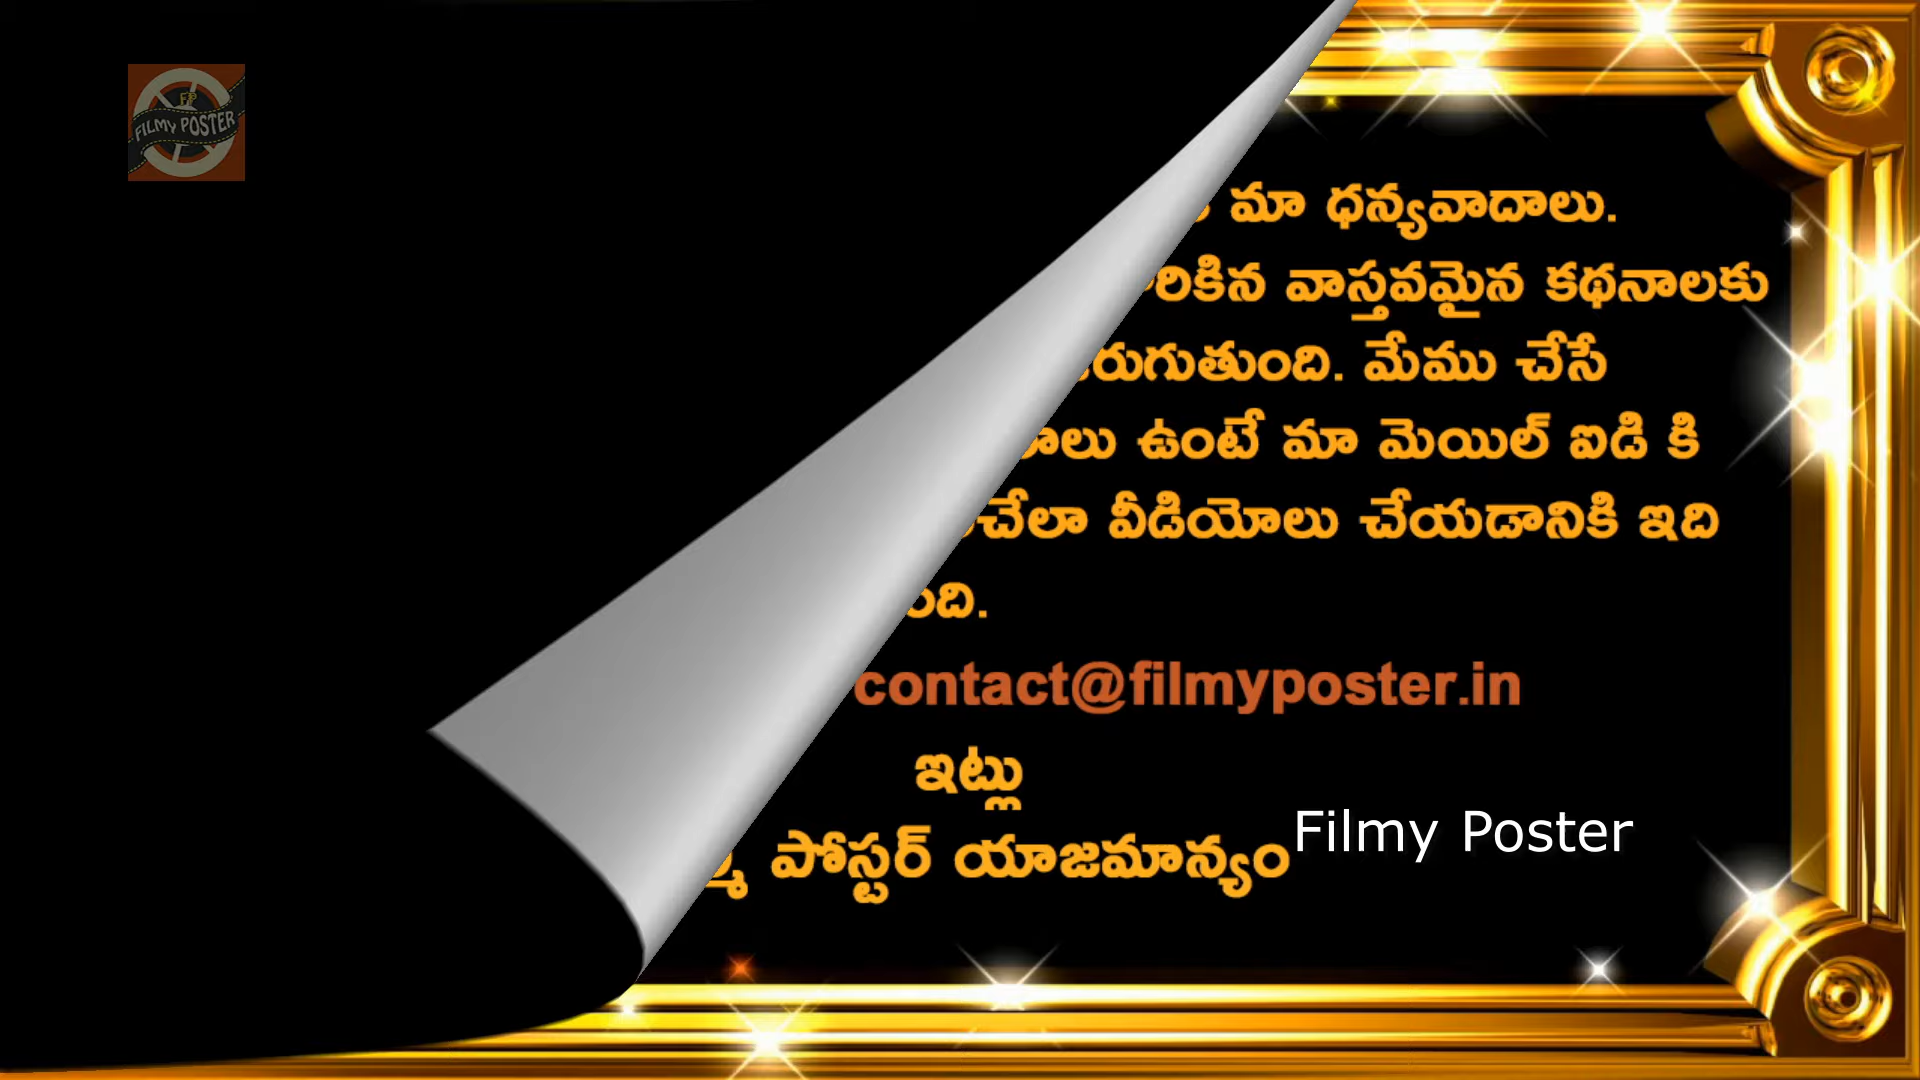 FILMY POSTER
మా ధన్యవాదాలు.
వాస్తవమైన కథనాలకు
మేము చేసే
ఉంటే మా మెయిల్ ఐడి కి
వీడియోలు చేయడానికి ఇది
contact@filmyposter.in
ఇట్లు
పోస్టర్ యాజమాన్యం
Filmy Poster